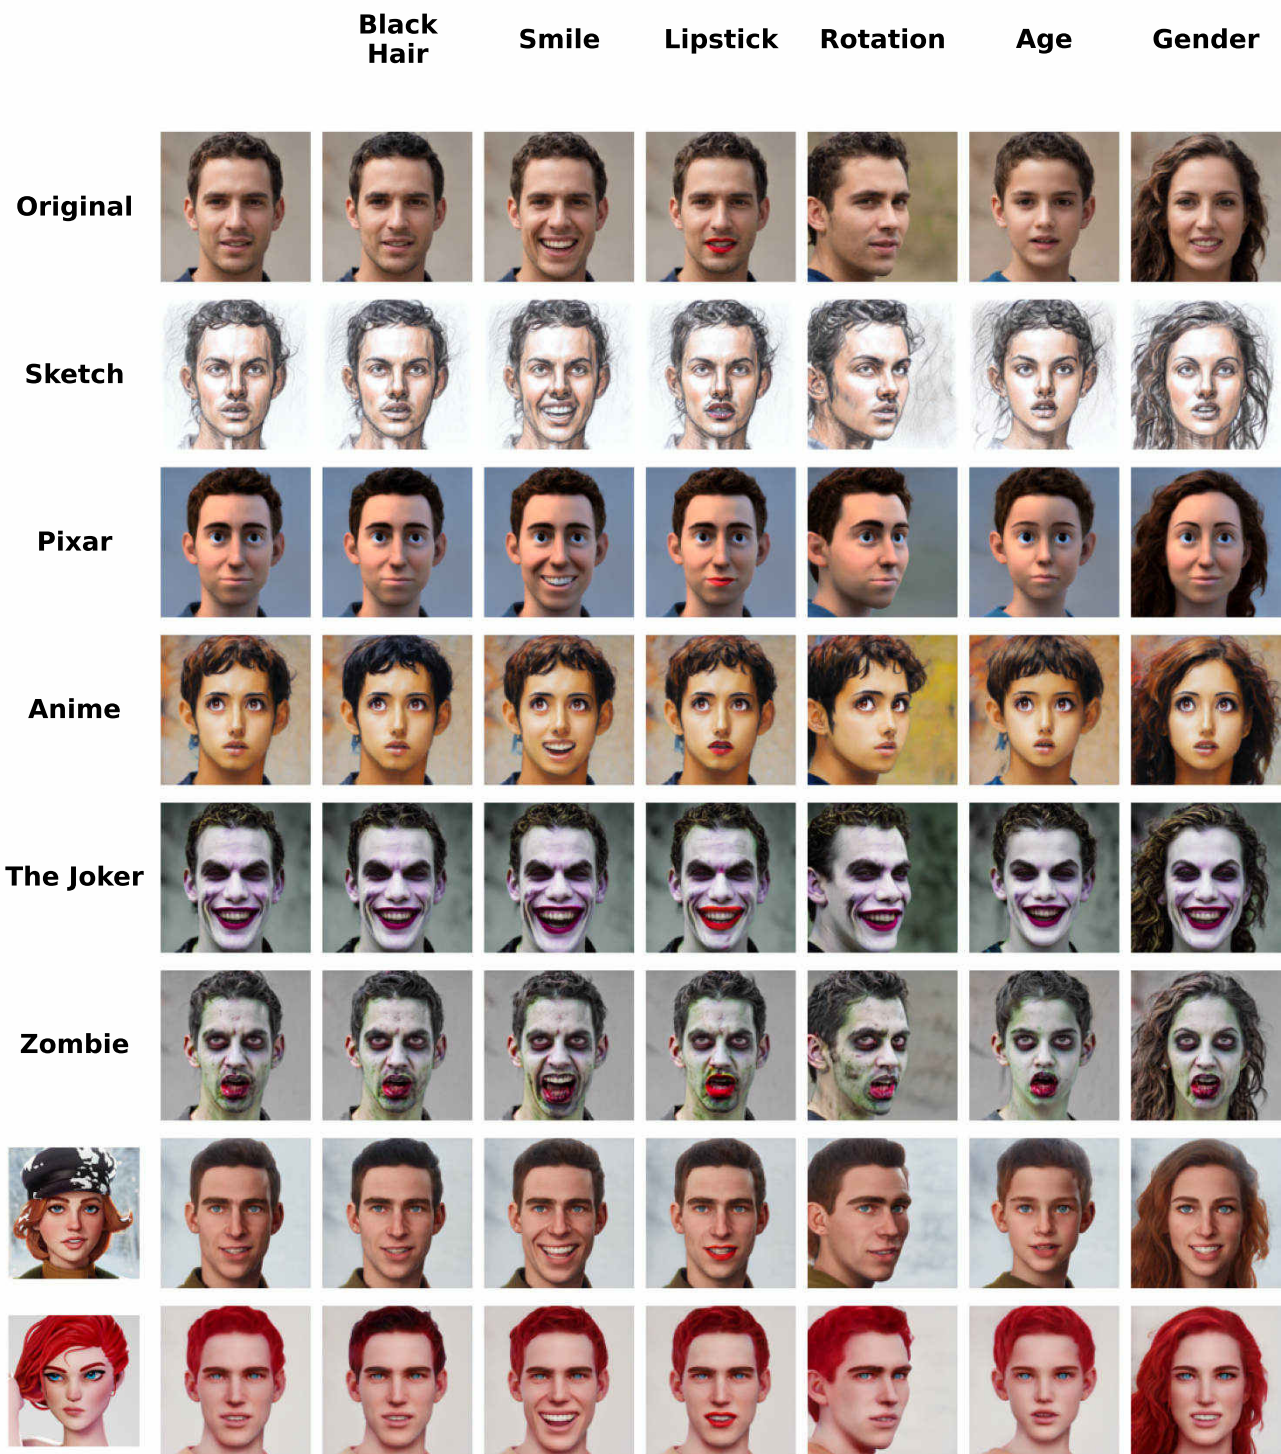 Black
Hair
Smile
Lipstick
Rotation
Age
Gender
Original
Sketch
Pixar
Anime
The Joker
Zombie